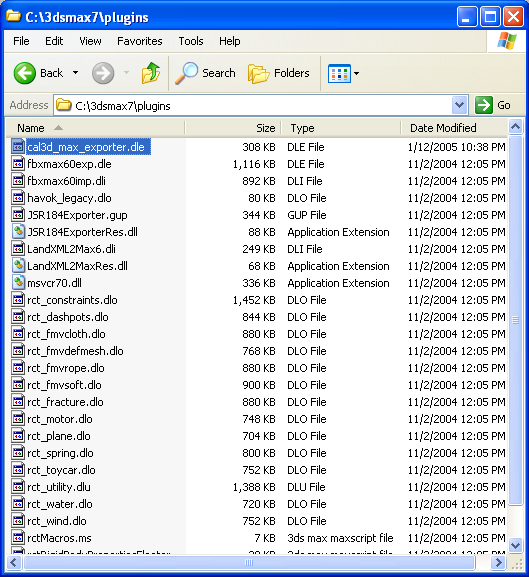 C:\3dsmax7\plugins
File Edit View Favorites Tools Help
Back Search Folders
Address C:\3dsmax7\plugins Go
Name Size Type Date Modified
cal3d_max_exporter.dle 308 KB DLE File 1/12/2005 10:38 PM
fbxmax60exp.dle 1,116 KB DLE File 11/2/2004 12:05 PM
fbxmax60imp.dli 892 KB DLI File 11/2/2004 12:05 PM
havok_legacy.dlo 80 KB DLO File 11/2/2004 12:05 PM
JSR184Exporter.gup 344 KB GUP File 11/2/2004 12:05 PM
JSR184ExporterRes.dll 88 KB Application Extension 11/2/2004 12:05 PM
LandXML2Max6.dli 249 KB DLI File 11/2/2004 12:05 PM
LandXML2MaxRes.dll 68 KB Application Extension 11/2/2004 12:05 PM
msvcr70.dll 336 KB Application Extension 11/2/2004 12:05 PM
rct_constraints.dlo 1,452 KB DLO File 11/2/2004 12:05 PM
rct_dashpots.dlo 844 KB DLO File 11/2/2004 12:05 PM
rct_fmvcloth.dlo 880 KB DLO File 11/2/2004 12:05 PM
rct_fmvdefmesh.dlo 768 KB DLO File 11/2/2004 12:05 PM
rct_fmvrope.dlo 880 KB DLO File 11/2/2004 12:05 PM
rct_fmvsoft.dlo 900 KB DLO File 11/2/2004 12:05 PM
rct_fracture.dlo 880 KB DLO File 11/2/2004 12:05 PM
rct_motor.dlo 748 KB DLO File 11/2/2004 12:05 PM
rct_plane.dlo 704 KB DLO File 11/2/2004 12:05 PM
rct_spring.dlo 800 KB DLO File 11/2/2004 12:05 PM
rct_toycar.dlo 752 KB DLO File 11/2/2004 12:05 PM
rct_utility.dlu 1,388 KB DLU File 11/2/2004 12:05 PM
rct_water.dlo 720 KB DLO File 11/2/2004 12:05 PM
rct_wind.dlo 752 KB DLO File 11/2/2004 12:05 PM
rctMacros.ms 7 KB 3ds max maxscript file 11/2/2004 12:05 PM
3ds max maxscript file 11/2/2004 12:05 PM